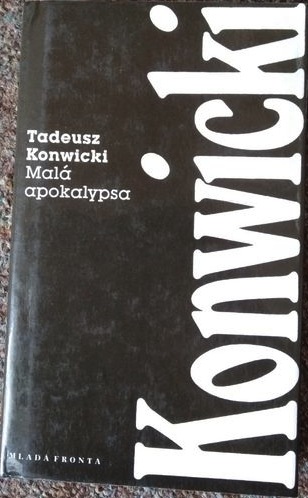 Tadeusz
Konwicki
Malá
apokalypsa
Konwicki
MLADÁ FRONTA